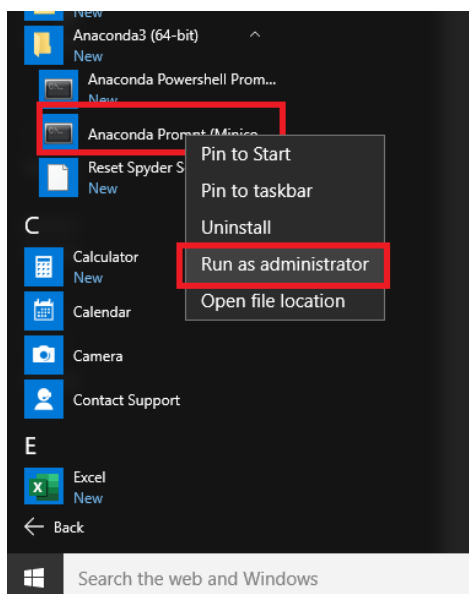 New
Anaconda3 (64-bit)
New
Anaconda Powershell Prom...
New
Anaconda Prompt (Minico
Reset Spyder S
New
Pin to Start
Pin to taskbar
Uninstall
Run as administrator
Open file location
C
Calculator
New
Calendar
Camera
Contact Support
E
Excel
New
Back
Search the web and Windows